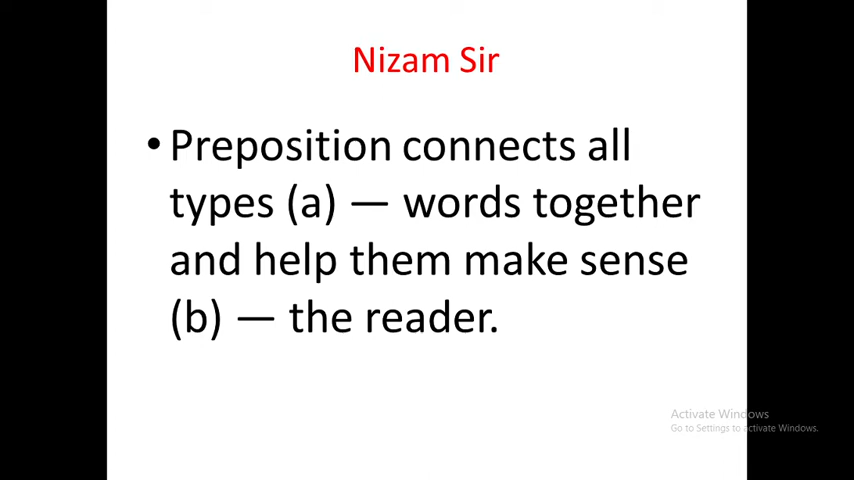 Nizam Sir
• Preposition connects all
types (a) — words together
and help them make sense
(b) — the reader.
Activate Windows
Go to Settings to activate Windows.